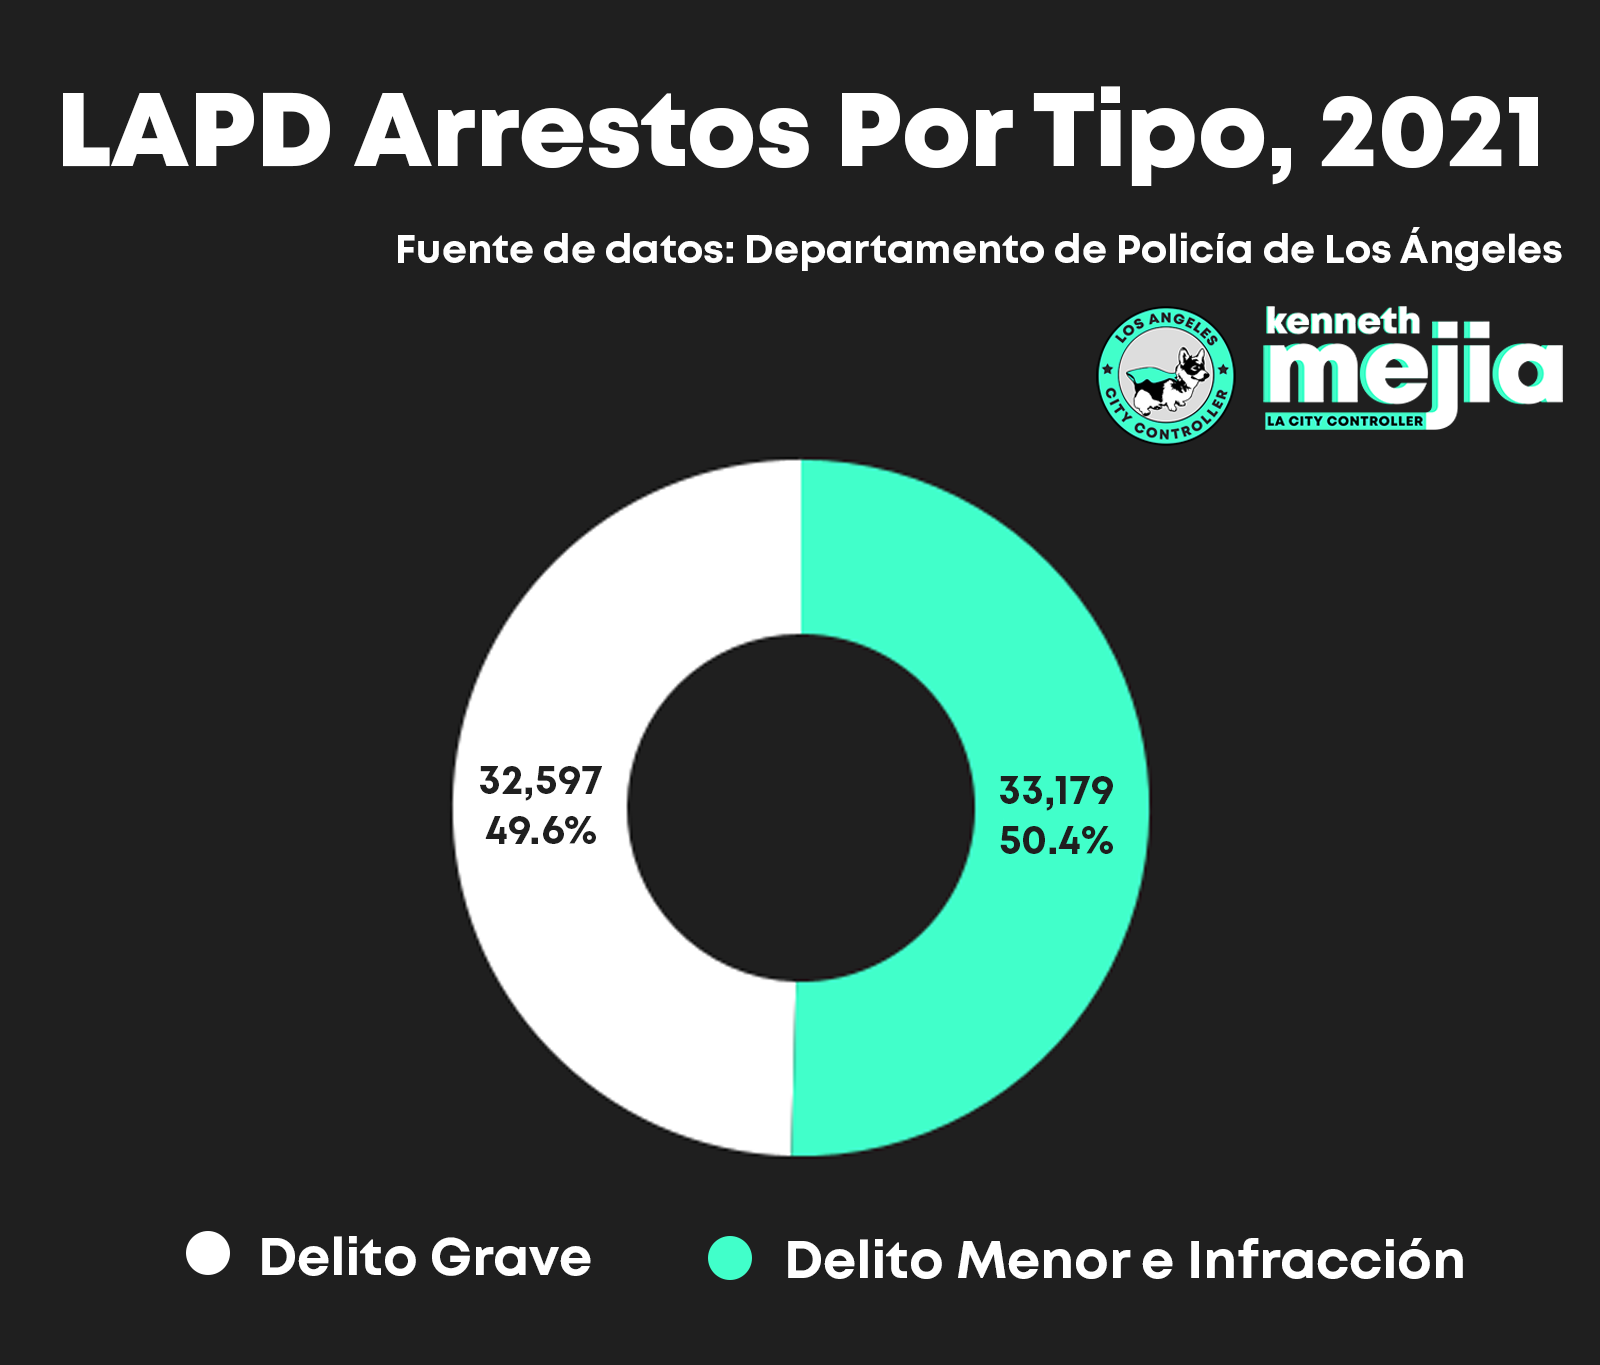 LAPD Arrestos Por Tipo, 2021
Fuente de datos: Departamento de Policía de Los Ángeles
LOS ANGELES
CITY CONTROLLER
kenneth
mejia
LA CITY CONTROLLER
32,597
49.6%
33,179
50.4%
Delito Grave
Delito Menor e Infracción